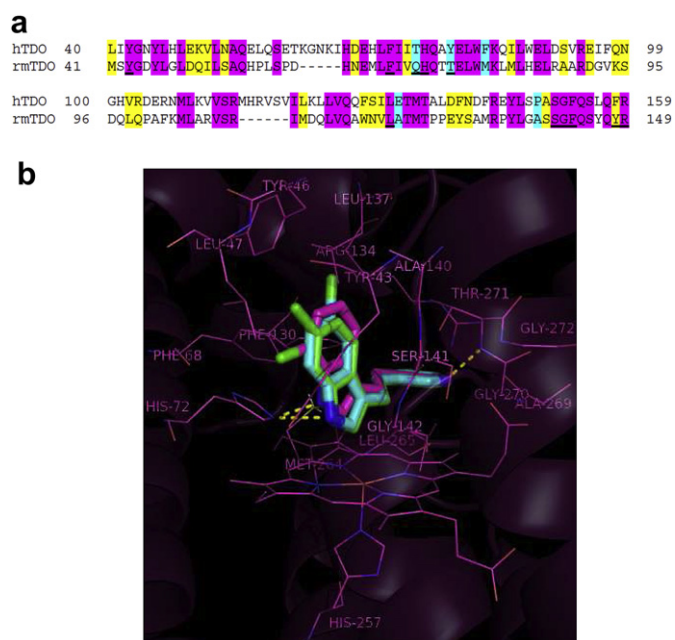 a
hTDO 40 LIYGNYLHLEKVLNAQELQSETKGNKIHDEHLFIITHQAYELWFKQILWELDSVREIFQN 99
rmTDO 41 MSYGDYLGLDQILSAQHPLSPD-----HNEMLFIIQHQTTELWMKLMLHELRAARDGVKS 95
hTDO 100 GHVRDERNMLKVVSRMHRVSVILKLLVQQFSILETMTALDFNDFREYLSPASGFQSLQFR 159
rmTDO 96 DQLQPAFKMLARVSR------IMDQLVQAWNVLATMTPPEYSAMRPYLGASSGFQSYQYR 149
b
TYR-46
LEU-137
LEU-47
ARG-134
ALA-140
TYR-43
THR-271
PHE-130
GLY-272
PHE-68
SER-141
HIS-72
GLY-270
ALA-269
GLY-142
LEU-265
MET-264
HIS-257